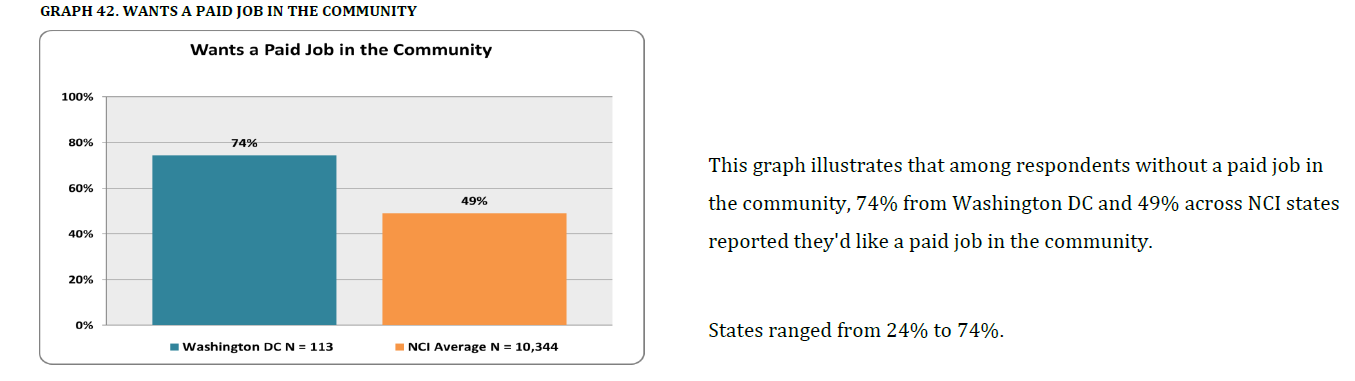 GRAPH 42. WANTS A PAID JOB IN THE COMMUNITY
Wants a Paid Job in the Community
100%
80%
60%
40%
20%
0%
74%
49%
Washington DC N = 113
NCI Average N = 10,344
This graph illustrates that among respondents without a paid job in
the community, 74% from Washington DC and 49% across NCI states
reported they'd like a paid job in the community.
States ranged from 24% to 74%.